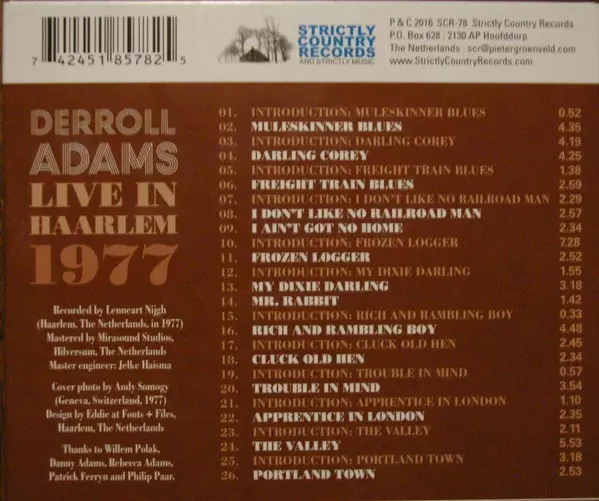 7 42451 85782 5
STRICTLY
COUNTRY
RECORDS
AND STRICTLY MUSIC
P & C 2016 SCR-78 Strictly Country Records
P.O. Box 628 | 2130 AP Hoofddorp
The Netherlands | scr@pietergroenveld.com
www.StrictlyCountryRecords.com
DERROLL
ADAMS
LIVE IN
HAARLEM
1977
Recorded by Lenneart Nijgh
(Haarlem, The Netherlands, in 1977)
Mastered by Mirasound Studios,
Hilversum, The Netherlands
Master engineer: Jelke Haisma
Cover photo by Andy Somogy
(Geneva, Switzerland, 1977)
Design by Eddie at Fonts + Files,
Haarlem, The Netherlands
Thanks to Willem Polak,
Danny Adams, Rebecca Adams,
Patrick Ferryn and Philip Paar.
01. INTRODUCTION: MULESKINNER BLUES 0.52
02. MULESKINNER BLUES 4.35
03. INTRODUCTION: DARLING COREY 4.19
04. DARLING COREY 4.25
05. INTRODUCTION: FREIGHT TRAIN BLUES 1.38
06. FREIGHT TRAIN BLUES 2.59
07. INTRODUCTION: I DON'T LIKE NO RAILROAD MAN 2.29
08. I DON'T LIKE NO RAILROAD MAN 2.57
09. I AIN'T GOT NO HOME 2.34
10. INTRODUCTION: FROZEN LOGGER 7.28
11. FROZEN LOGGER 2.52
12. INTRODUCTION: MY DIXIE DARLING 1.55
13. MY DIXIE DARLING 3.18
14. MR. RABBIT 1.42
15. INTRODUCTION: RICH AND RAMBLING BOY 0.33
16. RICH AND RAMBLING BOY 4.48
17. INTRODUCTION: CLUCK OLD HEN 2.45
18. CLUCK OLD HEN 2.34
19. INTRODUCTION: TROUBLE IN MIND 0.57
20. TROUBLE IN MIND 3.54
21. INTRODUCTION: APPRENTICE IN LONDON 1.10
22. APPRENTICE IN LONDON 2.35
23. INTRODUCTION: THE VALLEY 2.11
24. THE VALLEY 5.53
25. INTRODUCTION: PORTLAND TOWN 3.18
26. PORTLAND TOWN 2.53